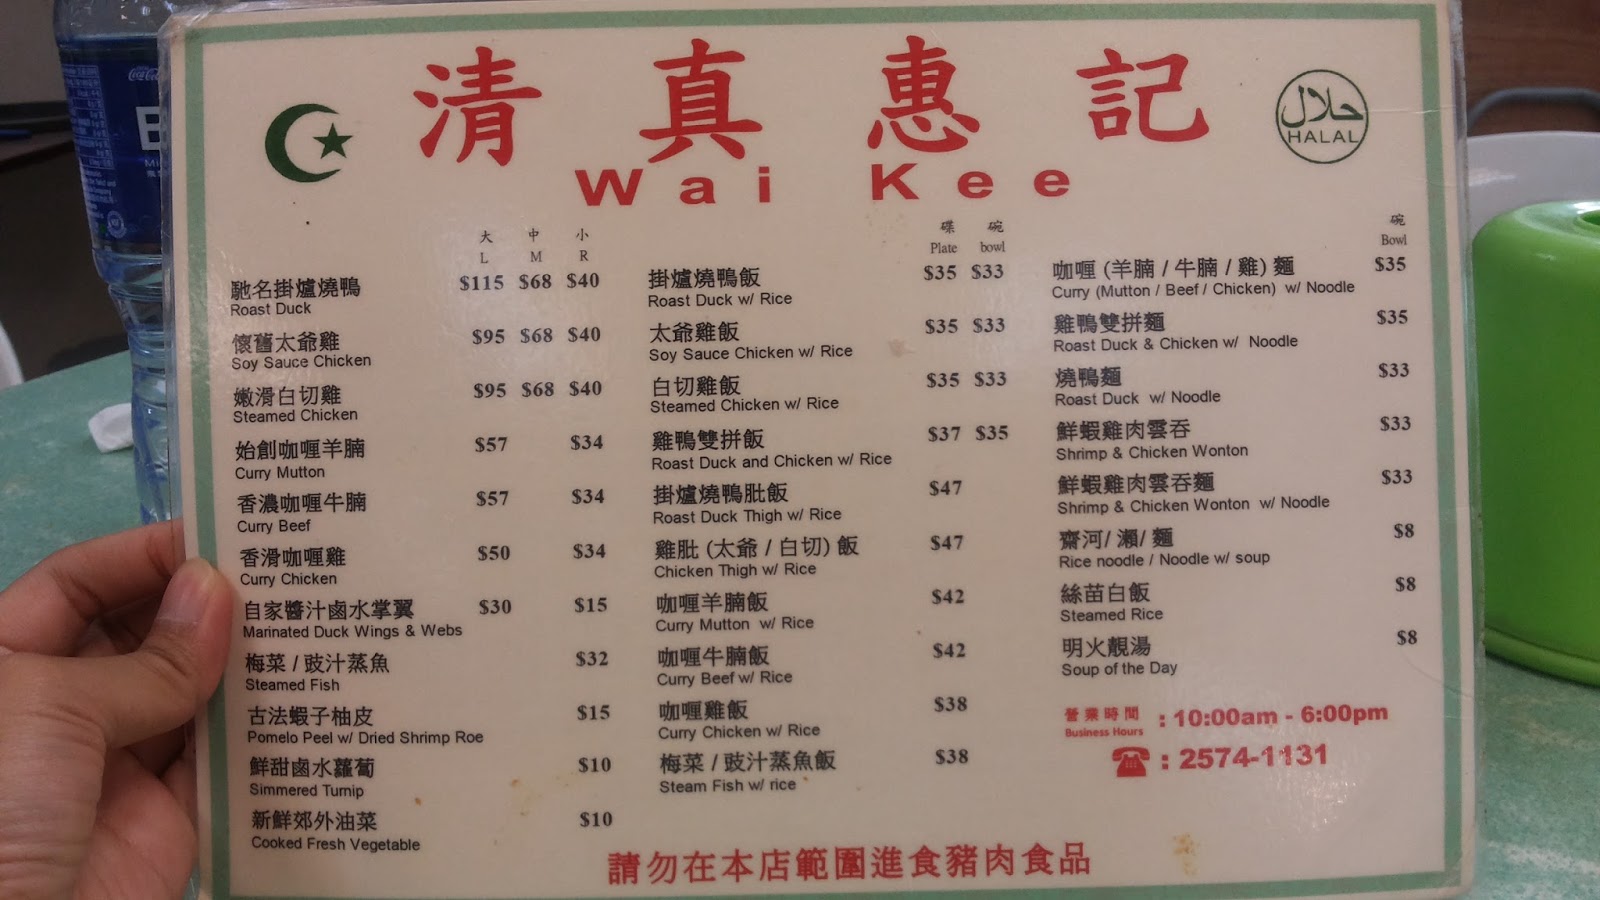 清真惠記
Wai Kee
حلال
HALAL
大 中 小
L M R
馳名掛爐燒鴨 $115 $68 $40
Roast Duck
懷舊太爺雞 $95 $68 $40
Soy Sauce Chicken
嫩滑白切雞 $95 $68 $40
Steamed Chicken
始創咖喱羊腩 $57 $34
Curry Mutton
香濃咖喱牛腩 $57 $34
Curry Beef
香滑咖喱雞 $50 $34
Curry Chicken
自家醬汁鹵水掌翼 $30 $15
Marinated Duck Wings & Webs
梅菜 / 豉汁蒸魚 $32
Steamed Fish
古法蝦子柚皮 $15
Pomelo Peel w/ Dried Shrimp Roe
鮮甜鹵水蘿蔔 $10
Simmered Turnip
新鮮郊外油菜 $10
Cooked Fresh Vegetable
碟 碗
Plate bowl
掛爐燒鴨飯 $35 $33
Roast Duck w/ Rice
太爺雞飯 $35 $33
Soy Sauce Chicken w/ Rice
白切雞飯 $35 $33
Steamed Chicken w/ Rice
雞鴨雙拼飯 $37 $35
Roast Duck and Chicken w/ Rice
掛爐燒鴨肶飯 $47
Roast Duck Thigh w/ Rice
雞肶 (太爺 / 白切) 飯 $47
Chicken Thigh w/ Rice
咖喱羊腩飯 $42
Curry Mutton w/ Rice
咖喱牛腩飯 $42
Curry Beef w/ Rice
咖喱雞飯 $38
Curry Chicken w/ Rice
梅菜 / 豉汁蒸魚飯 $38
Steam Fish w/ rice
碗
Bowl
咖喱 (羊腩 / 牛腩 / 雞) 麵 $35
Curry (Mutton / Beef / Chicken) w/ Noodle
雞鴨雙拼麵 $35
Roast Duck & Chicken w/ Noodle
燒鴨麵 $33
Roast Duck w/ Noodle
鮮蝦雞肉雲吞 $33
Shrimp & Chicken Wonton
鮮蝦雞肉雲吞麵 $33
Shrimp & Chicken Wonton w/ Noodle
齋河/ 瀨/ 麵 $8
Rice noodle / Noodle w/ soup
絲苗白飯 $8
Steamed Rice
明火靚湯 $8
Soup of the Day
營業時間 : 10:00am - 6:00pm
Business Hours
: 2574-1131
請勿在本店範圍進食豬肉食品